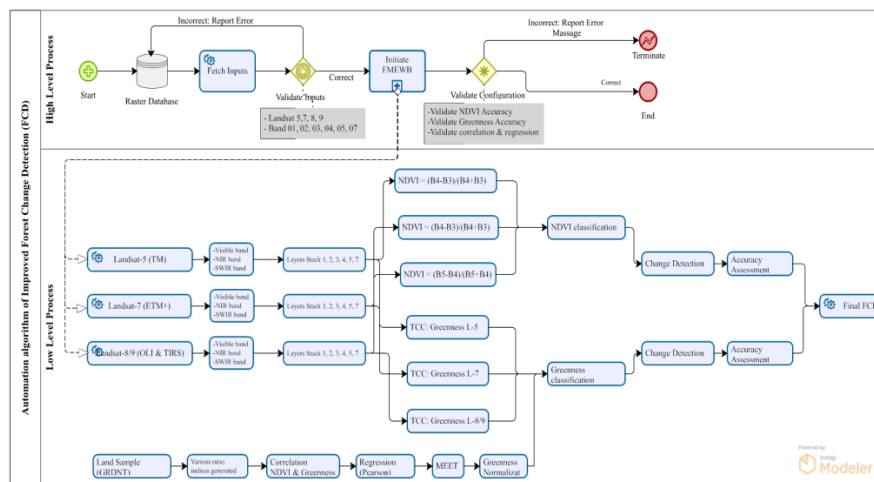 Automation algorithm of Improved Forest Change Detection (FCD)
High Level Process
Incorrect: Report Error
Incorrect: Report Error
Message
Terminate
Start
Raster Database
Fetch Inputs
Validate Inputs
Correct
Initiate
FMEWB
Validate Configuration
Correct
End
- Landsat 5,7, 8, 9
- Band 01, 02, 03, 04, 05, 07
-Validate NDVI Accuracy
-Validate Greenness Accuracy
-Validate correlation & regression
Low Level Process
NDVI = (B4-B3)/(B4+B3)
NDVI = (B4-B3)/(B4+B3)
NDVI = (B5-B4)/(B5+B4)
NDVI classification
Change Detection
Accuracy
Assessment
Landsat-5 (TM)
-Visible band
-NIR band
-SWIR band
Layers Stack 1, 2, 3, 4, 5, 7
Landsat-7 (ETM+)
-Visible band
-NIR band
-SWIR band
Layers Stack 1, 2, 3, 4, 5, 7
Final FCD
Landsat-8/9 (OLI & TIRS)
-Visible band
-NIR band
-SWIR band
Layers Stack 1, 2, 3, 4, 5, 7
TCC: Greenness L-5
TCC: Greenness L-7
TCC: Greenness L-8/9
Greenness
classification
Change Detection
Accuracy
Assessment
Land Sample
(GRDNT)
Various ratio
indices generated
Correlation
NDVI & Greenness
Regression
(Pearson)
MEET
Greenness
Normalizat
Powered by
bizagi
Modeler